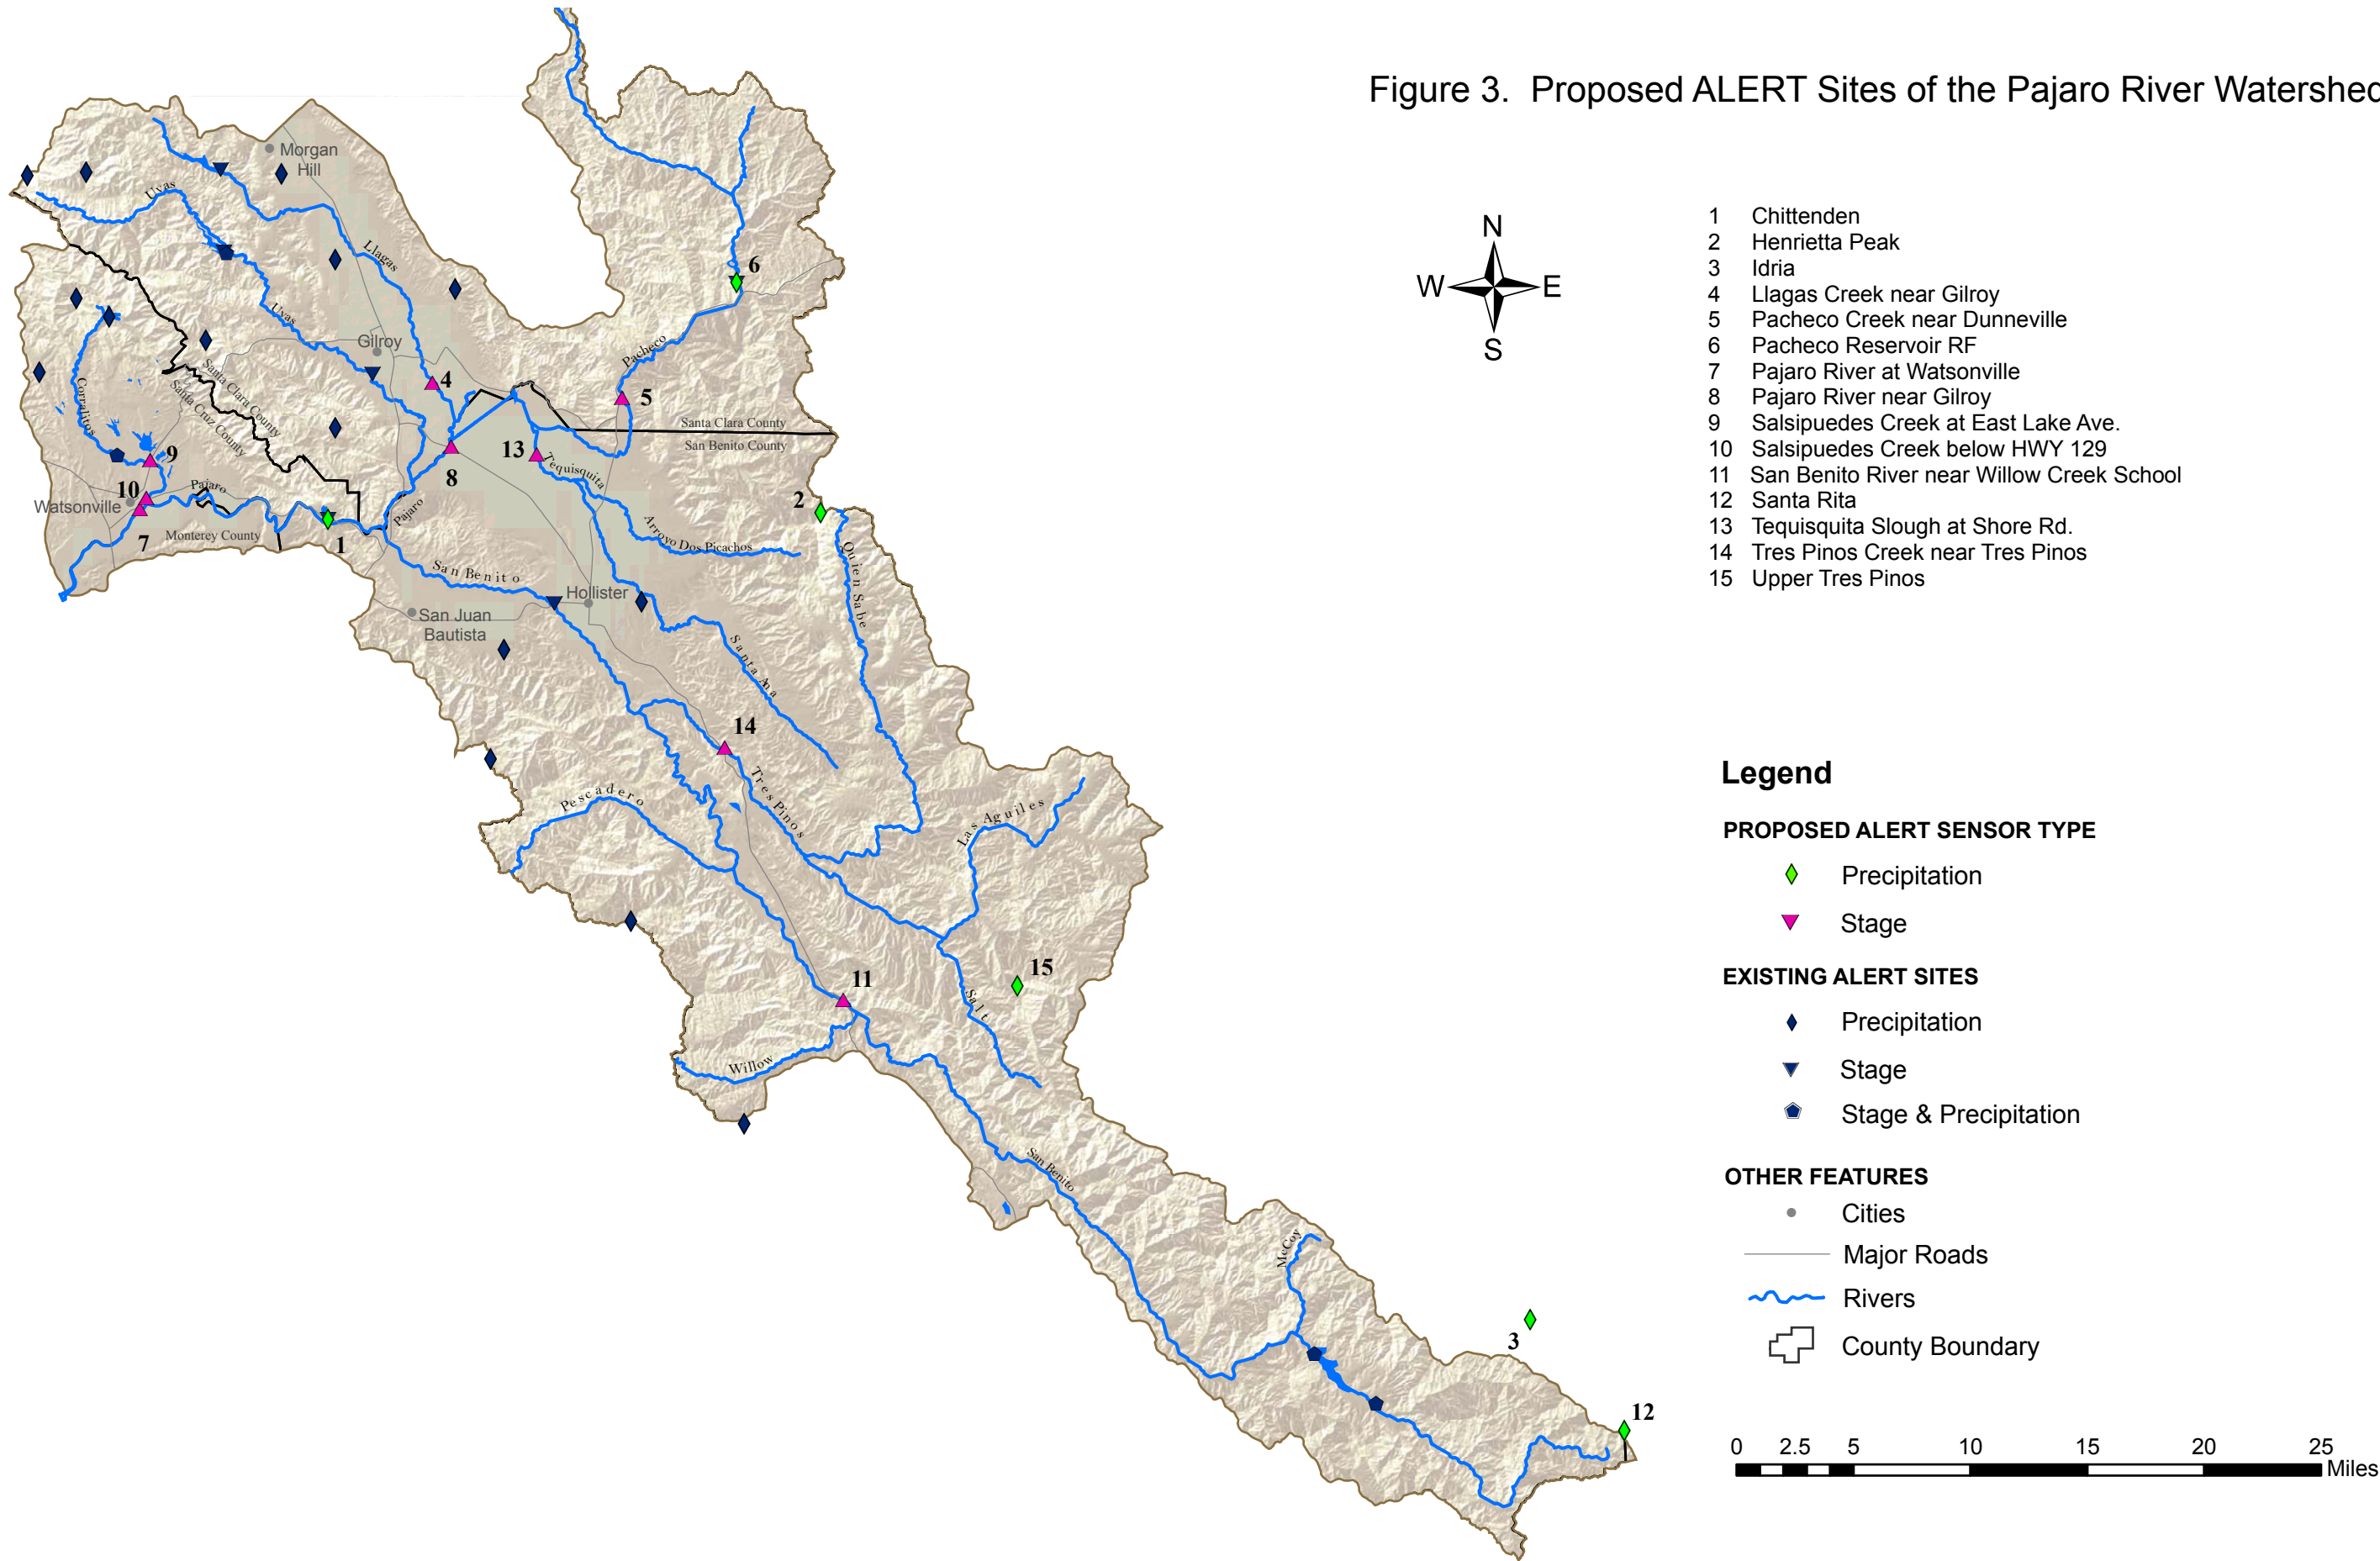 Figure 3. Proposed ALERT Sites of the Pajaro River Watershed
N
W
E
S
1 Chittenden
2 Henrietta Peak
3 Idria
4 Llagas Creek near Gilroy
5 Pacheco Creek near Dunneville
6 Pacheco Reservoir RF
7 Pajaro River at Watsonville
8 Pajaro River near Gilroy
9 Salsipuedes Creek at East Lake Ave.
10 Salsipuedes Creek below HWY 129
11 San Benito River near Willow Creek School
12 Santa Rita
13 Tequisquita Slough at Shore Rd.
14 Tres Pinos Creek near Tres Pinos
15 Upper Tres Pinos
Morgan
Hill
Uvas
Llagas
6
Uvas
Gilroy
Pacheco
4
5
Corralitos
Santa Clara County
Santa Cruz County
Santa Clara County
San Benito County
9
8
13
Tequisquita
10
Pajaro
Watsonville
Pajaro
2
7
Monterey County
1
Arroyo Dos Picachos
Quien Sabe
San Benito
Hollister
San Juan
Bautista
Santa Ana
14
Tres Pinos
Pescadero
Las Aguiles
11
15
Salt
Willow
San Benito
McCoy
3
12
Legend
PROPOSED ALERT SENSOR TYPE
Precipitation
Stage
EXISTING ALERT SITES
Precipitation
Stage
Stage & Precipitation
OTHER FEATURES
Cities
Major Roads
Rivers
County Boundary
0 2.5 5 10 15 20 25
Miles